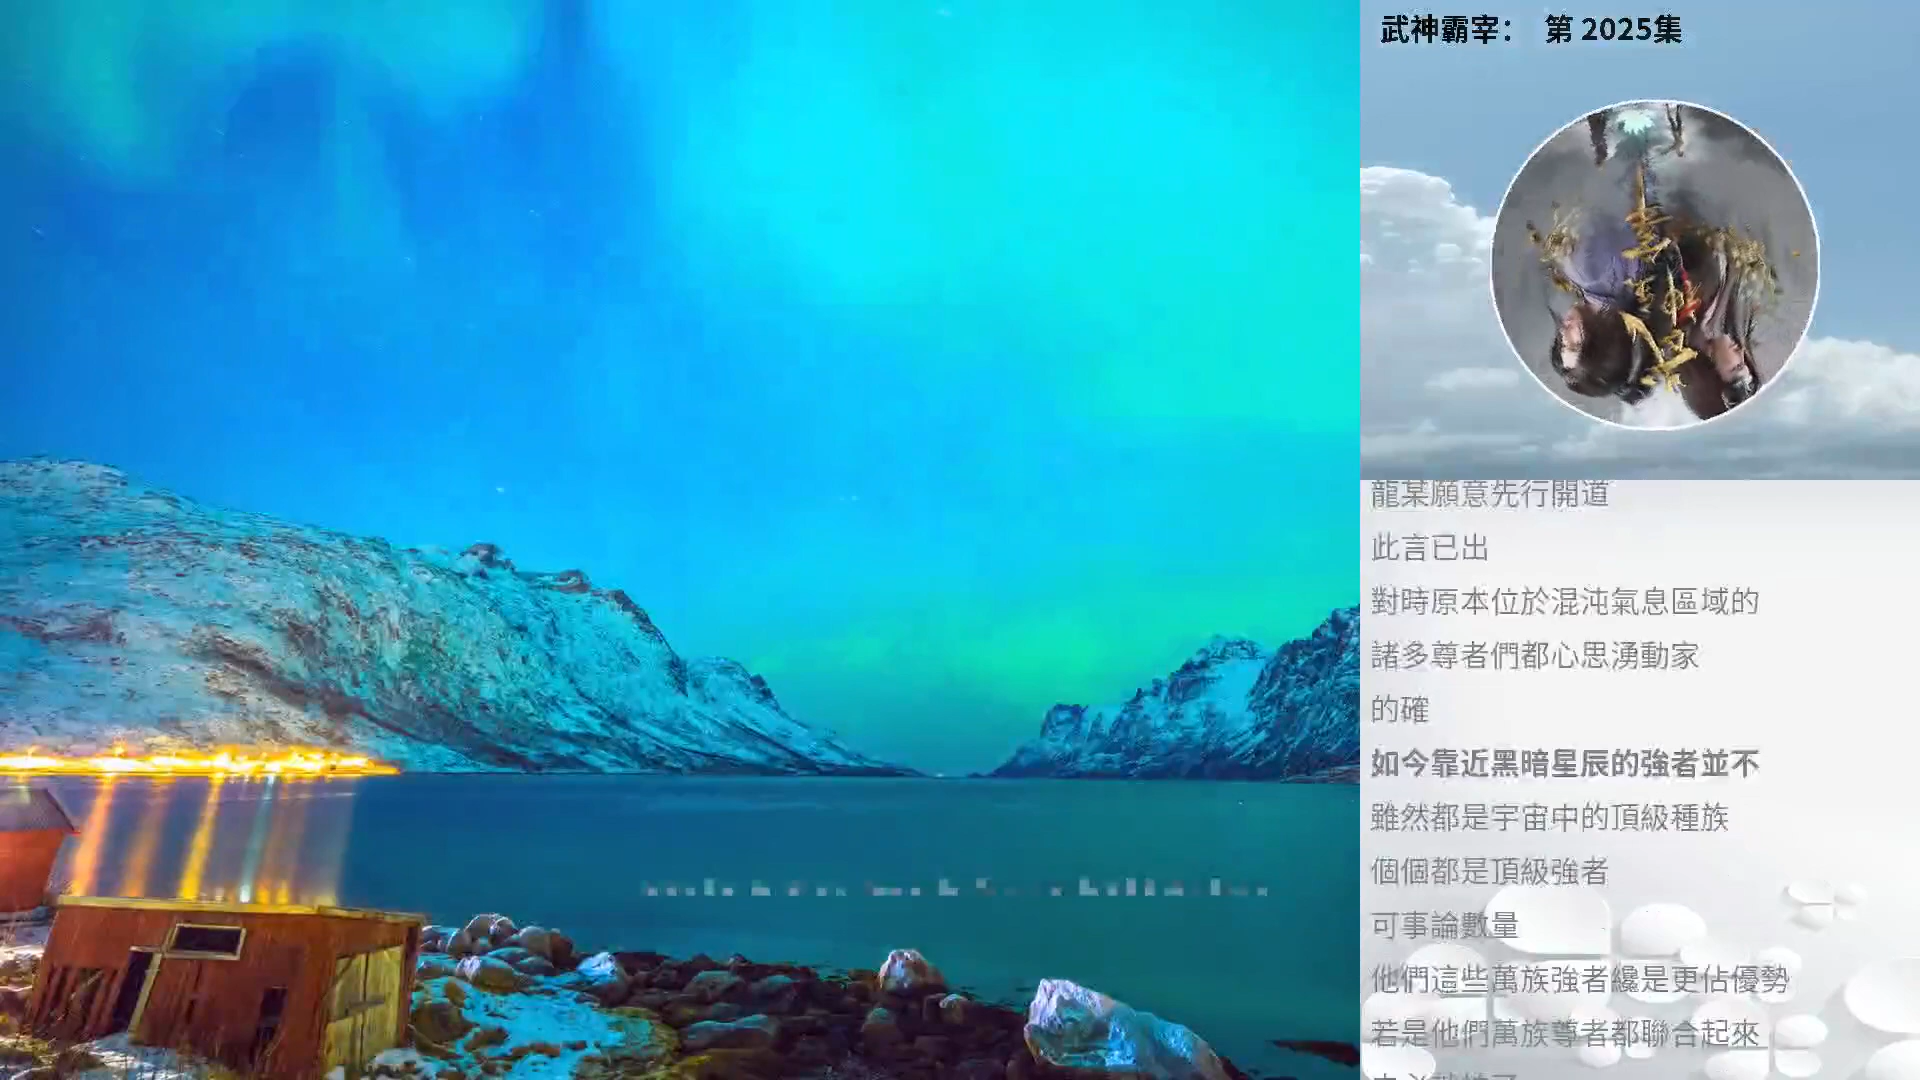 武神霸宰： 第 2025集
龍某願意先行開道
此言已出
對時原本位於混沌氣息區域的
諸多尊者們都心思湧動家
的確
如今靠近黑暗星辰的強者並不
雖然都是宇宙中的頂級種族
個個都是頂級強者
可事論數量
他們這些萬族強者纔是更佔優勢
若是他們萬族尊者都聯合起來